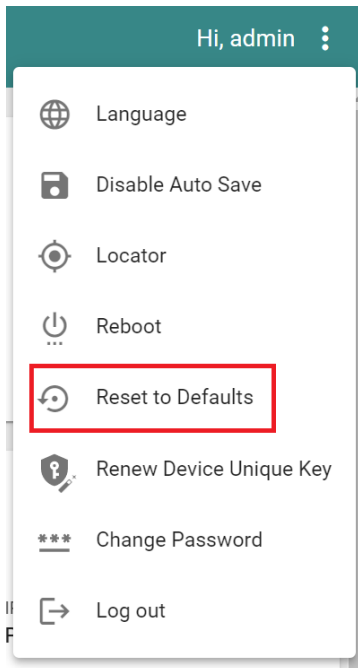 Hi, admin
Language
Disable Auto Save
Locator
Reboot
Reset to Defaults
Renew Device Unique Key
Change Password
Log out